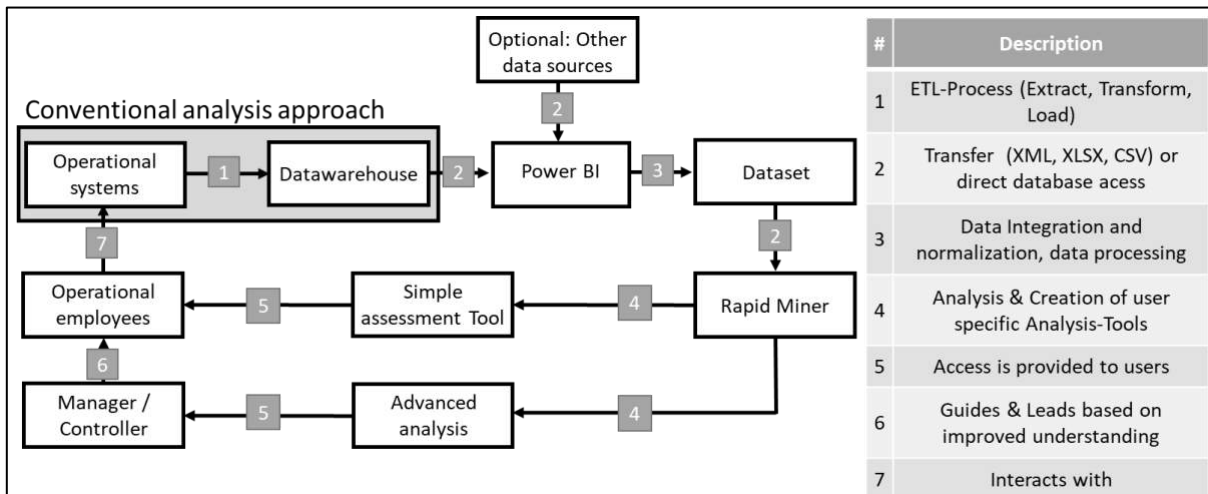 Optional: Other
data sources
Conventional analysis approach
2
Operational
systems
1
Datawarehouse
2
Power BI
3
Dataset
7
2
Operational
employees
5
Simple
assessment Tool
4
Rapid Miner
6
Manager /
Controller
5
Advanced
analysis
4
# Description
1 ETL-Process (Extract, Transform,
Load)
2 Transfer (XML, XLSX, CSV) or
direct database acess
3 Data Integration and
normalization, data processing
4 Analysis & Creation of user
specific Analysis-Tools
5 Access is provided to users
6 Guides & Leads based on
improved understanding
7 Interacts with